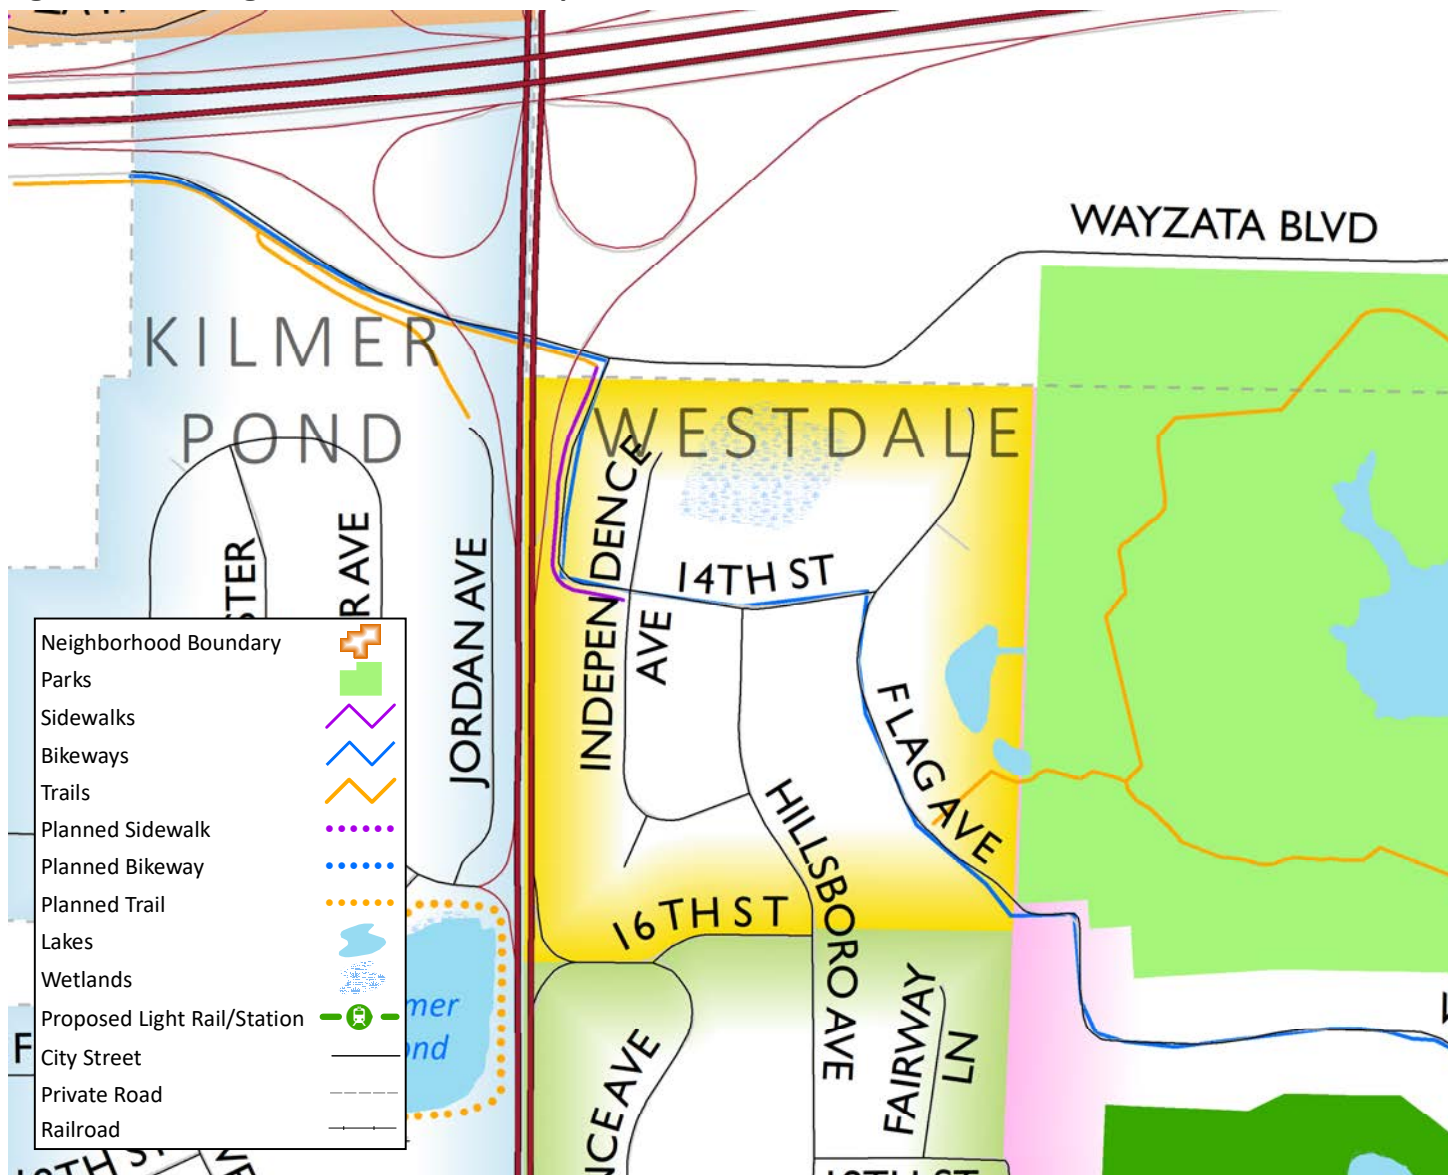 WAYZATA BLVD
KILMER
POND
WESTDALE
INDEPENDENCE
AVE
14TH ST
JORDAN AVE
FLAG AVE
HILLSBORO AVE
16TH ST
FAIRWAY
LN
Neighborhood Boundary
Parks
Sidewalks
Bikeways
Trails
Planned Sidewalk
Planned Bikeway
Planned Trail
Lakes
Wetlands
Proposed Light Rail/Station
City Street
Private Road
Railroad